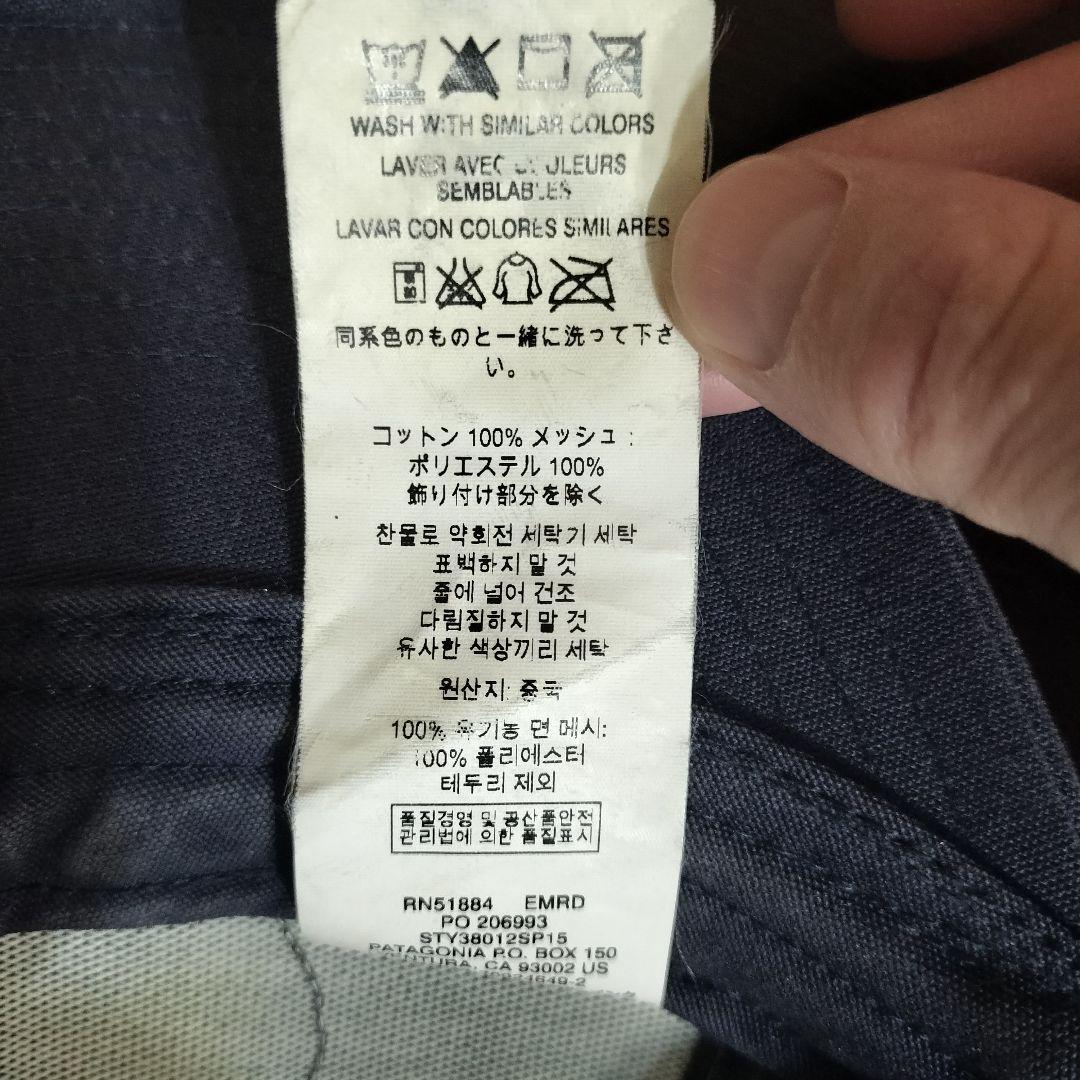 WASH WITH SIMILAR COLORS
LAVER AVEC COULEURS
SEMBLABLES
LAVAR CON COLORES SIMILARES
同系色のものと一緒に洗って下さ
い。
コットン 100% メッシュ :
ポリエステル 100%
飾り付け部分を除く
찬물로 약회전 세탁기 세탁
표백하지 말 것
줄에 널어 건조
다림질하지 말 것
유사한 색상끼리 세탁
원산지: 중국
100% 유기농 면 메시:
100% 폴리에스터
테두리 제외
품질경영 및 공산품안전
관리법에 의한 품질표시
RN51884 EMRD
PO 206993
STY38012SP15
PATAGONIA P.O. BOX 150
CA 93002 US